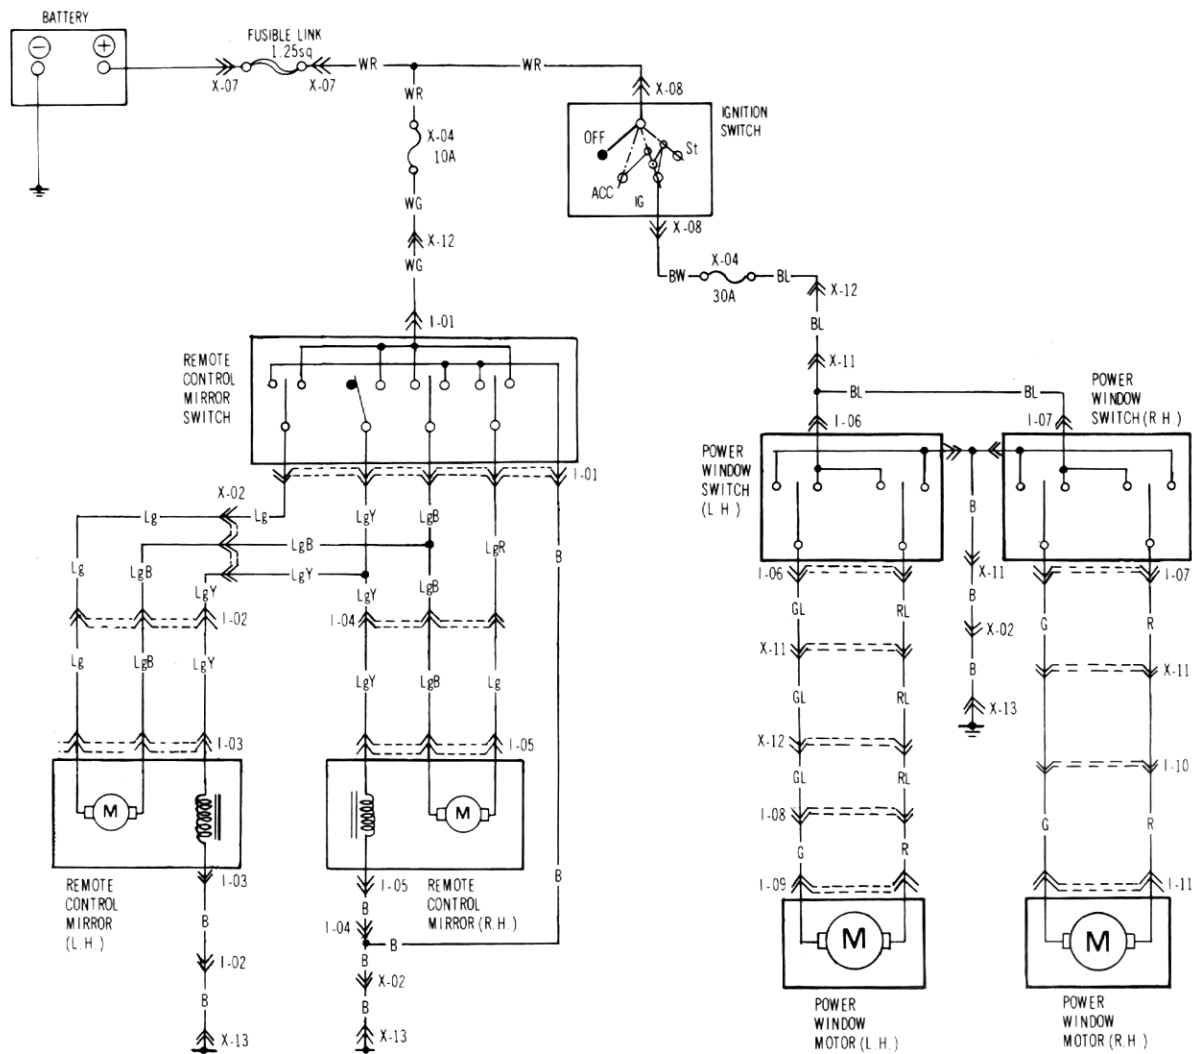 BATTERY
FUSIBLE LINK
1.25sq
X-07
X-07
WR
WR
WR
X-08
IGNITION
SWITCH
OFF
St
ACC
IG
X-04
10A
WG
X-12
WG
X-08
X-04
BW
BL
30A
X-12
BL
X-11
I-01
REMOTE
CONTROL
MIRROR
SWITCH
BL
BL
POWER
WINDOW
SWITCH(R.H.)
I-06
I-07
POWER
WINDOW
SWITCH
(L.H.)
I-01
X-02
Lg
Lg
LgY
LgB
LgR
B
B
LgB
LgY
Lg
LgB
LgY
LgY
LgB
I-02
I-04
I-06
X-11
I-07
GL
RL
B
G
R
X-02
X-11
X-11
Lg
LgB
LgY
LgY
LgB
Lg
GL
RL
B
X-13
I-03
I-05
X-12
I-10
GL
RL
M
M
I-08
G
R
G
R
I-03
I-05
I-09
I-11
REMOTE
CONTROL
MIRROR
(L.H.)
REMOTE
CONTROL
MIRROR(R.H.)
B
B
B
I-04
B
I-02
B
X-02
B
X-13
X-13
M
M
POWER
WINDOW
MOTOR(L.H.)
POWER
WINDOW
MOTOR(R.H.)